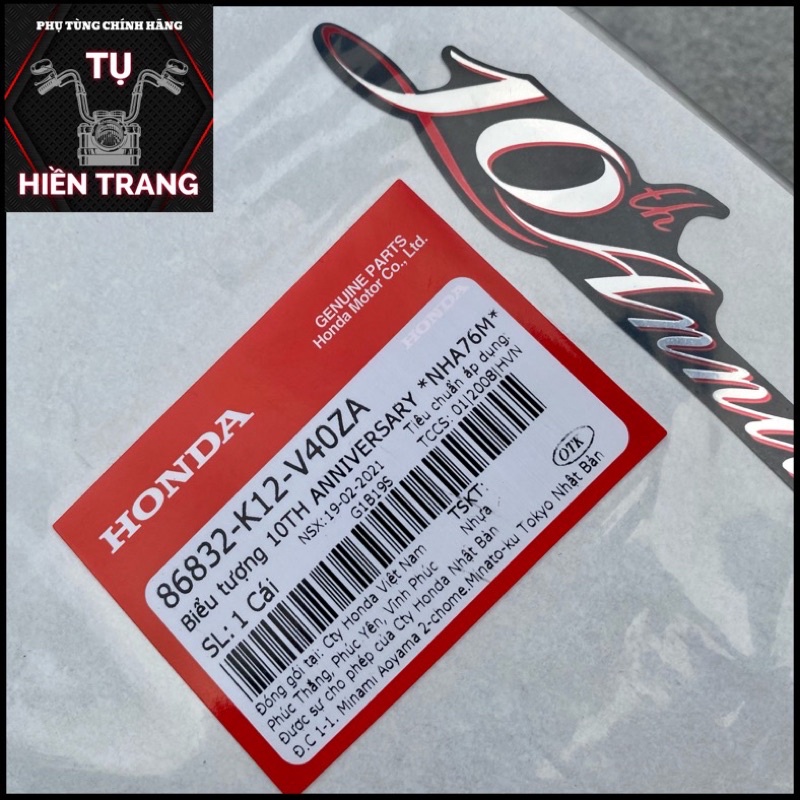 PHỤ TÙNG CHÍNH HÃNG
TỤ
HIỀN TRANG
10th Anni
GENUINE PARTS
Honda Motor Co., Ltd.
HONDA
HONDA
86832-K12-V40ZA
Biểu tượng 10TH ANNIVERSARY *NHA76M*
SL: 1 Cái
NSX:19-02-2021
G1B19S
Tiêu chuẩn áp dụng:
TCCS: 01|2008|HVN
TSKT:
Nhựa
OTK
Đóng gói tại: Cty Honda Việt Nam
Phúc Thắng, Phúc Yên, Vĩnh Phúc
Được sự cho phép của Cty Honda Nhật Bản
Đ.C 1-1. Minami Aoyama 2-chome.Minato-ku Tokyo Nhật Bản